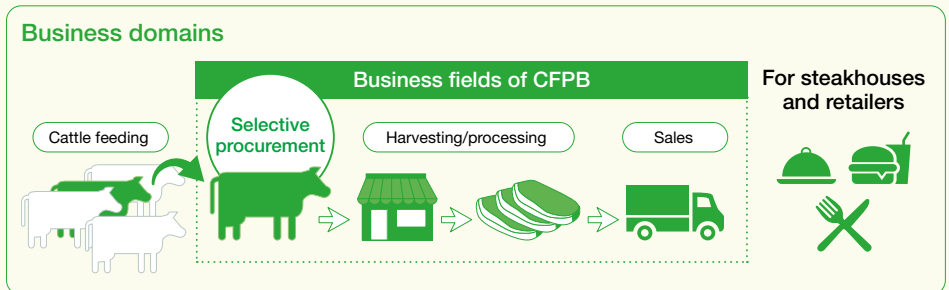 Business domains
Business fields of CFPB
For steakhouses
and retailers
Cattle feeding
Selective
procurement
Harvesting/processing
Sales